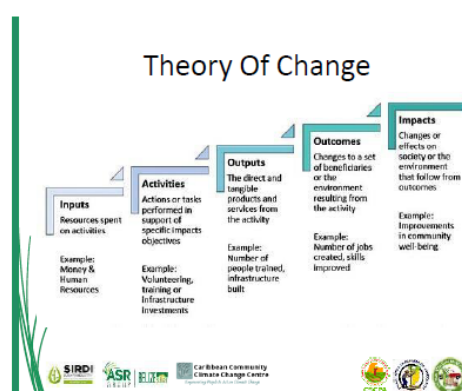 Theory Of Change
Inputs
Resources spent
on activities
Example:
Money &
Human
Resources
Activities
Actions or tasks
performed in
support of
specific impacts
objectives
Example:
Volunteering,
training or
Infrastructure
Investments
Outputs
The direct and
tangible
products and
services from
the activity
Example:
Number of
people trained,
infrastructure
built
Outcomes
Changes to a set
of beneficiaries
or the
environment
resulting from
the activity
Example:
Number of jobs
created, skills
improved
Impacts
Changes or
effects on
society or the
environment
that follow from
outcomes
Example:
Improvements
in community
well-being
SIRDI
ASR
GROUP
Caribbean Community
Climate Change Centre